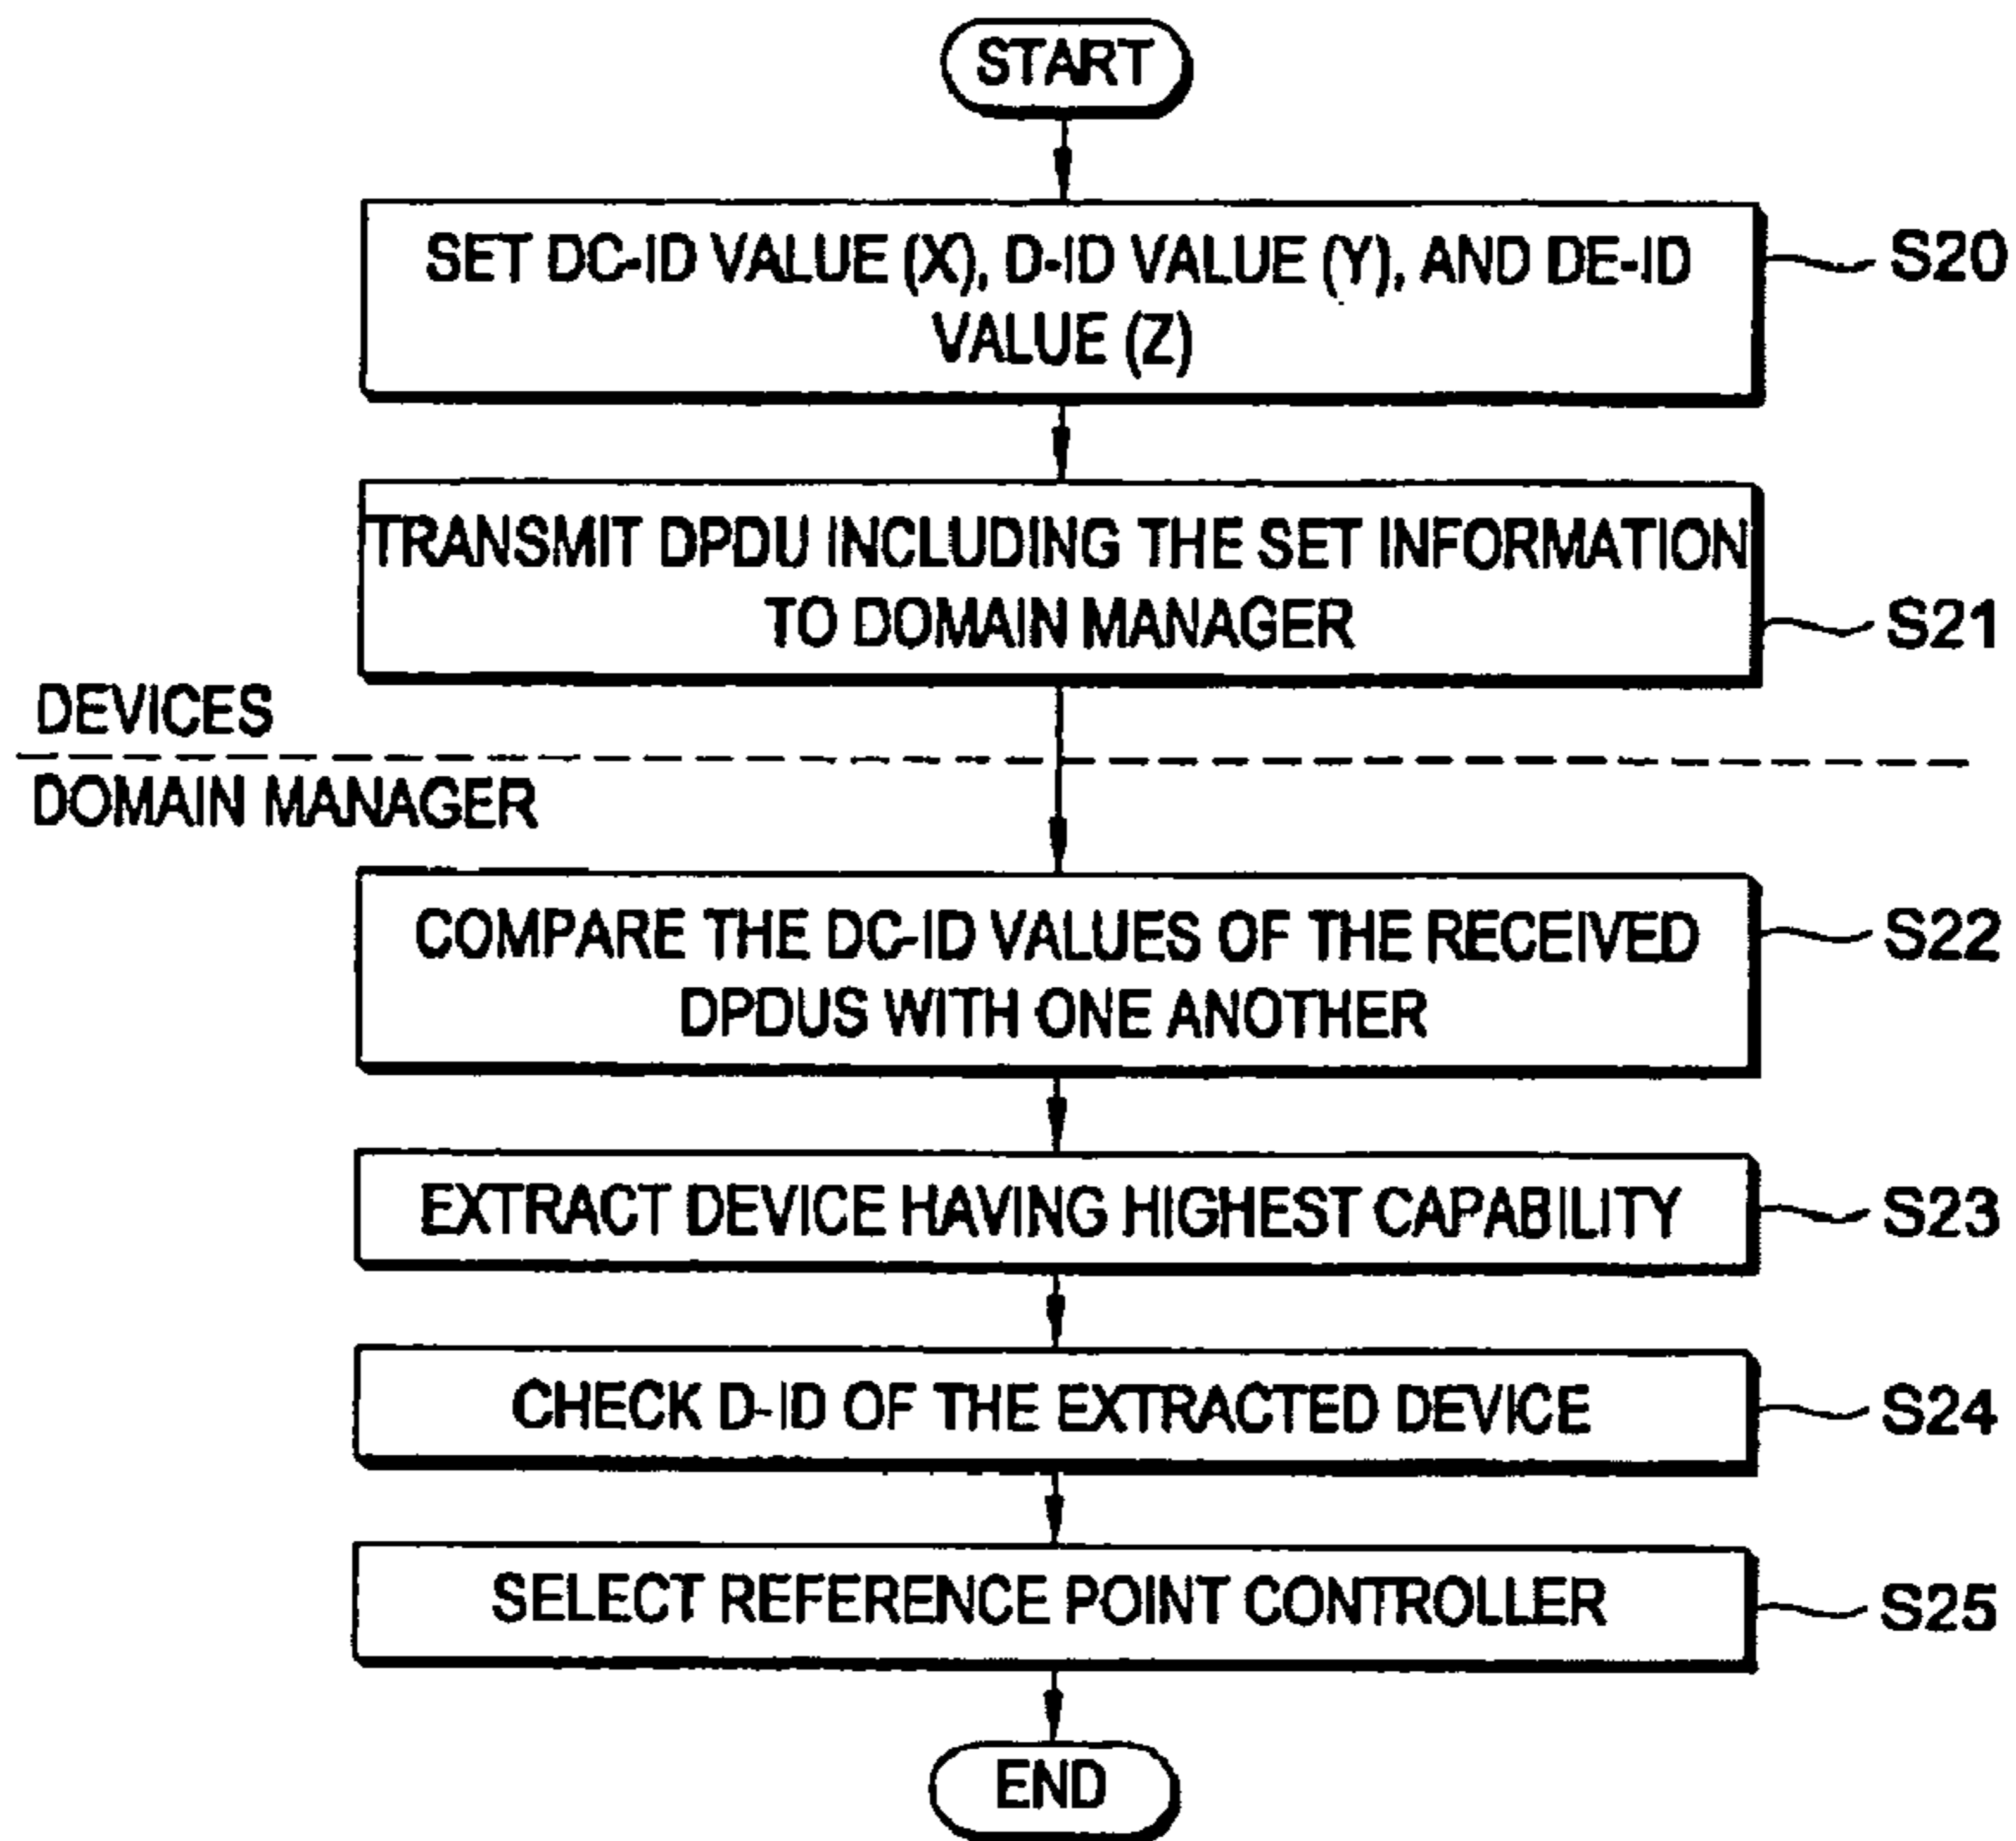 START
SET DC-ID VALUE (X), D-ID VALUE (Y), AND DE-ID
VALUE (Z)
S20
TRANSMIT DPDU INCLUDING THE SET INFORMATION
TO DOMAIN MANAGER
S21
DEVICES
DOMAIN MANAGER
COMPARE THE DC-ID VALUES OF THE RECEIVED
DPDUS WITH ONE ANOTHER
S22
EXTRACT DEVICE HAVING HIGHEST CAPABILITY
S23
CHECK D-ID OF THE EXTRACTED DEVICE
S24
SELECT REFERENCE POINT CONTROLLER
S25
END